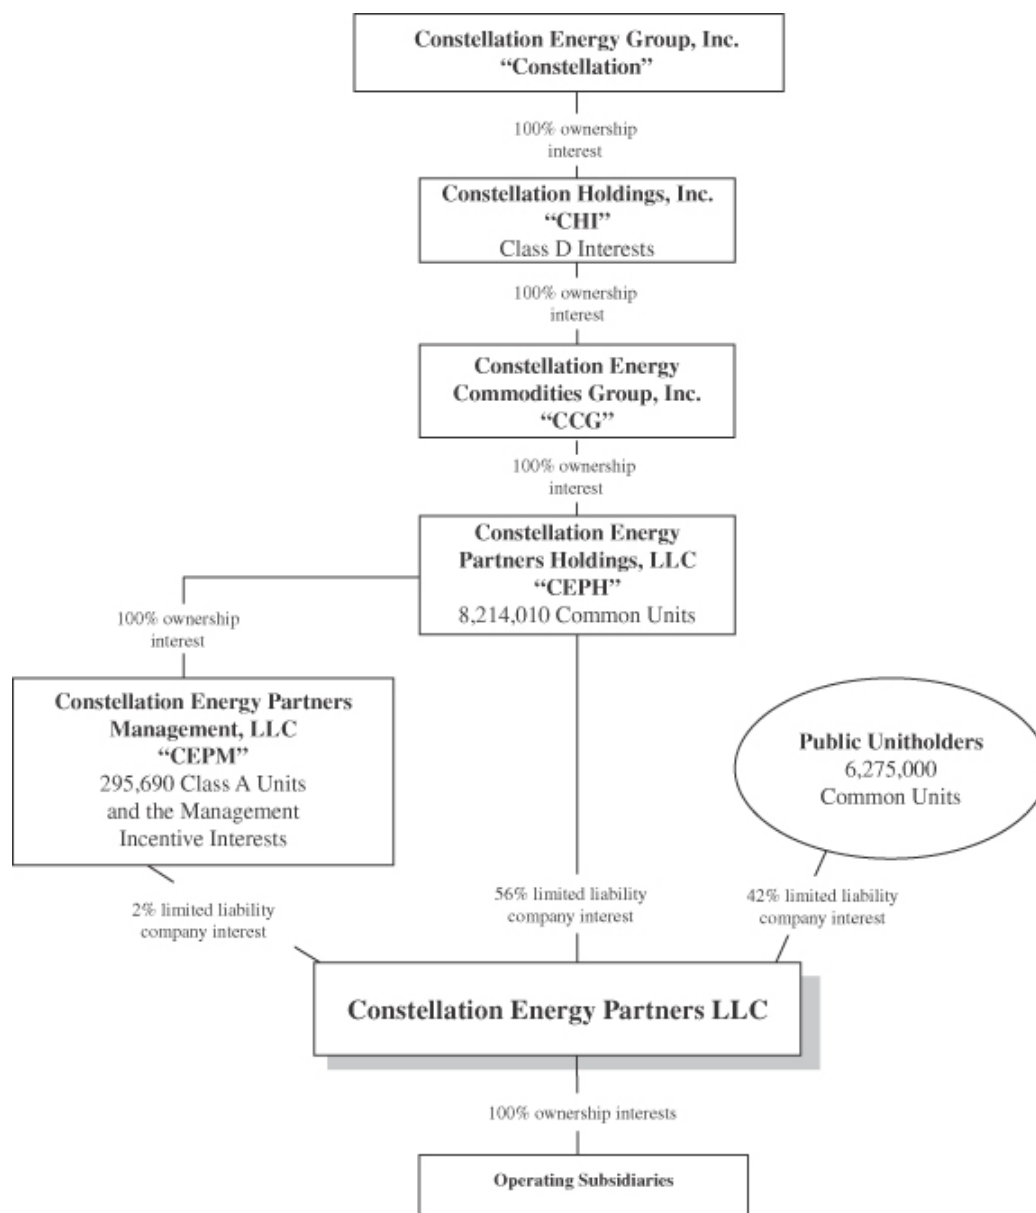 Constellation Energy Group, Inc.
“Constellation”
100% ownership
interest
Constellation Holdings, Inc.
“CHI”
Class D Interests
100% ownership
interest
Constellation Energy
Commodities Group, Inc.
“CCG”
100% ownership
interest
Constellation Energy
Partners Holdings, LLC
“CEPH”
8,214,010 Common Units
100% ownership
interest
Constellation Energy Partners
Management, LLC
“CEPM”
295,690 Class A Units
and the Management
Incentive Interests
Public Unitholders
6,275,000
Common Units
2% limited liability
company interest
56% limited liability
company interest
42% limited liability
company interest
Constellation Energy Partners LLC
100% ownership interests
Operating Subsidiaries